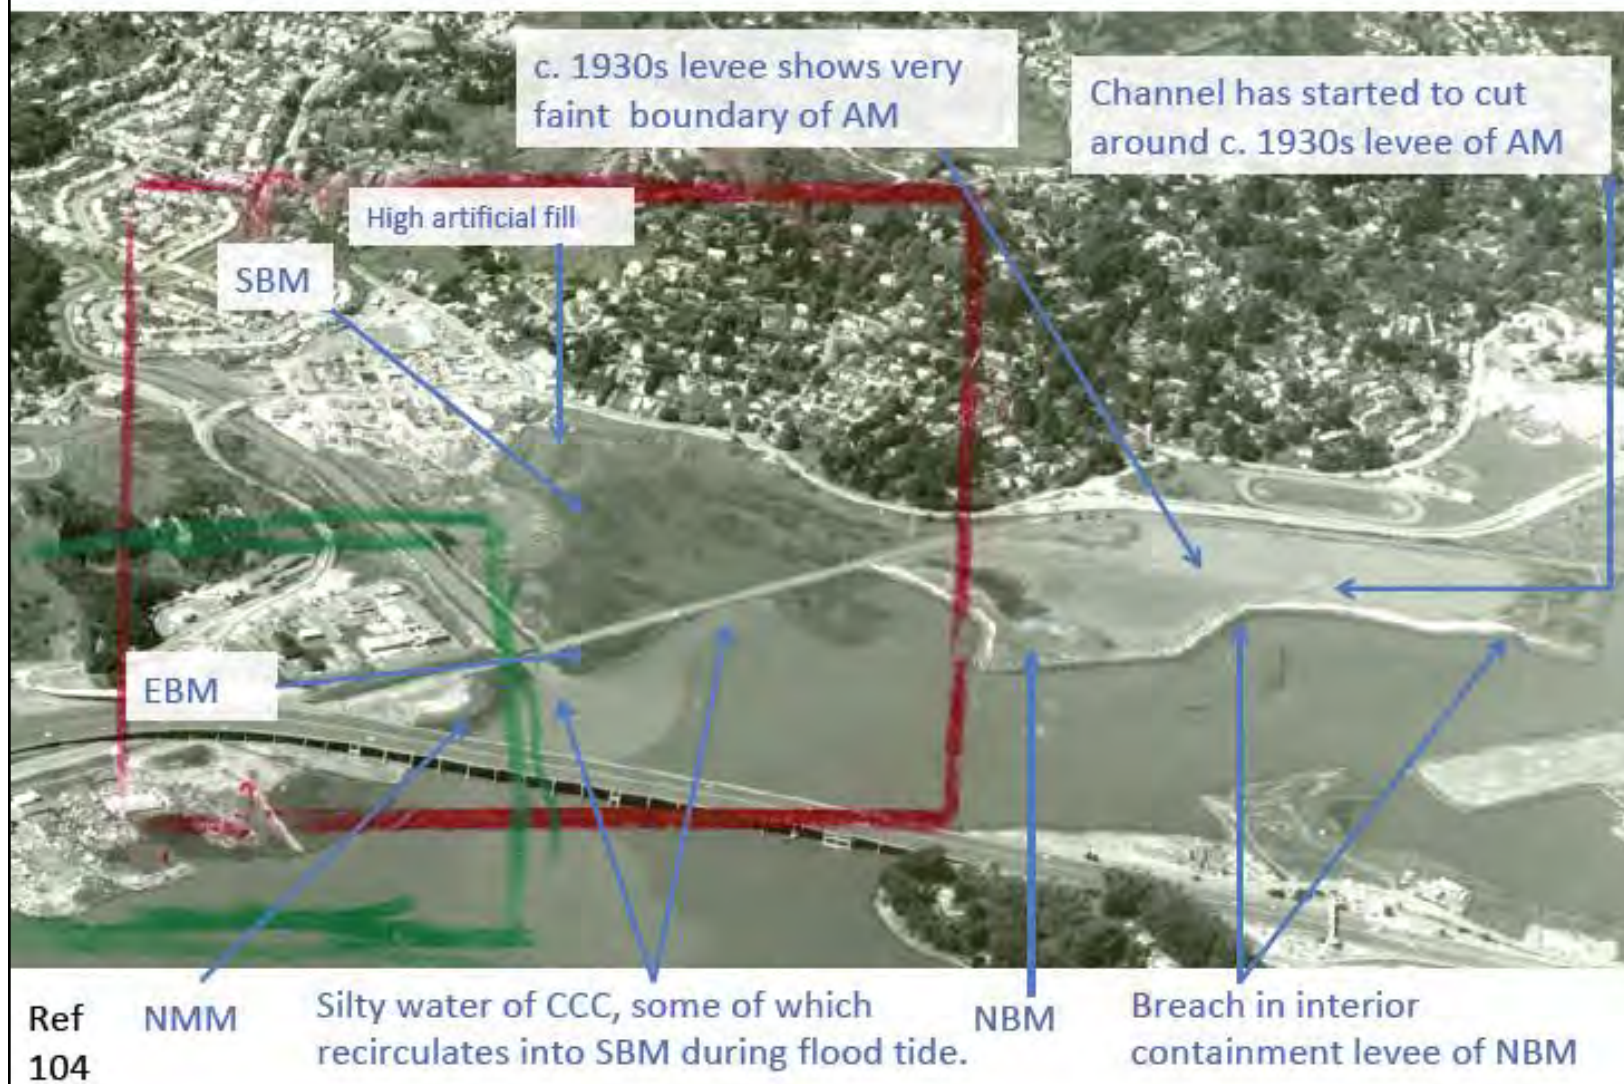 c. 1930s levee shows very
faint boundary of AM
Channel has started to cut
around c. 1930s levee of AM
High artificial fill
SBM
EBM
Ref
104
NMM
Silty water of CCC, some of which
recirculates into SBM during flood tide.
NBM
Breach in interior
containment levee of NBM